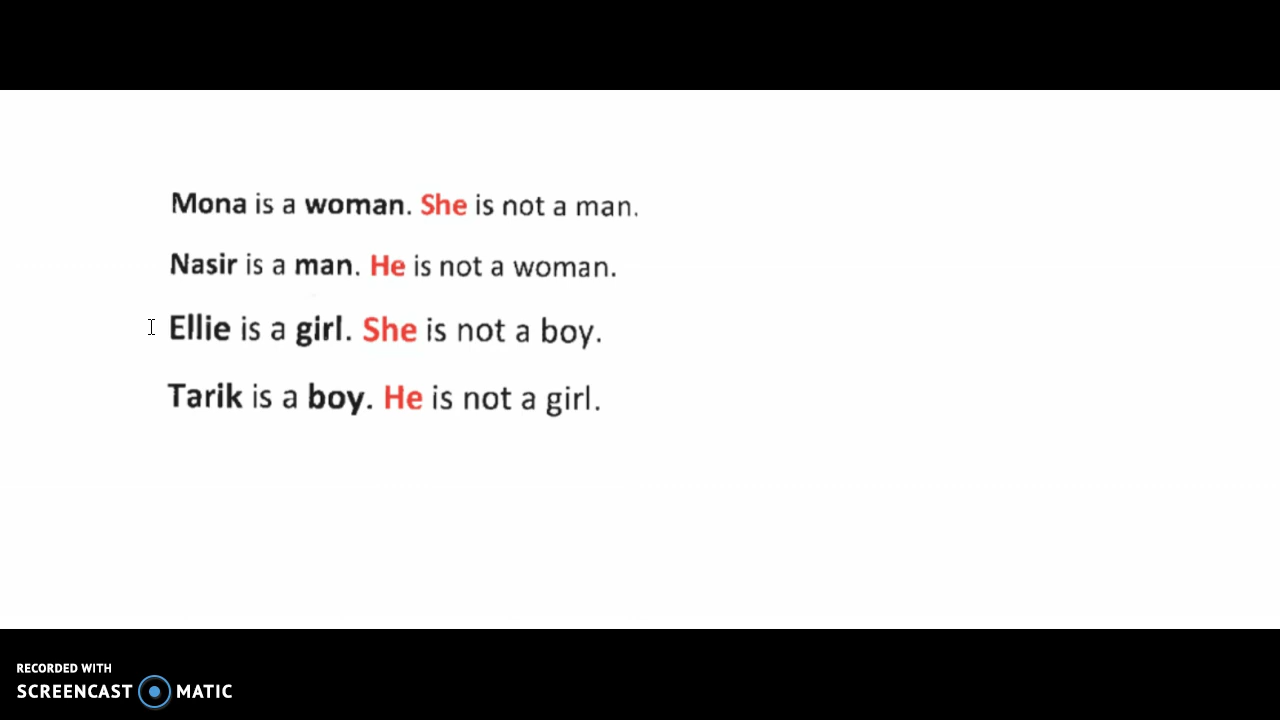 Mona is a woman. She is not a man.
Nasir is a man. He is not a woman.
Ellie is a girl. She is not a boy.
Tarik is a boy. He is not a girl.
RECORDED WITH
SCREENCAST MATIC